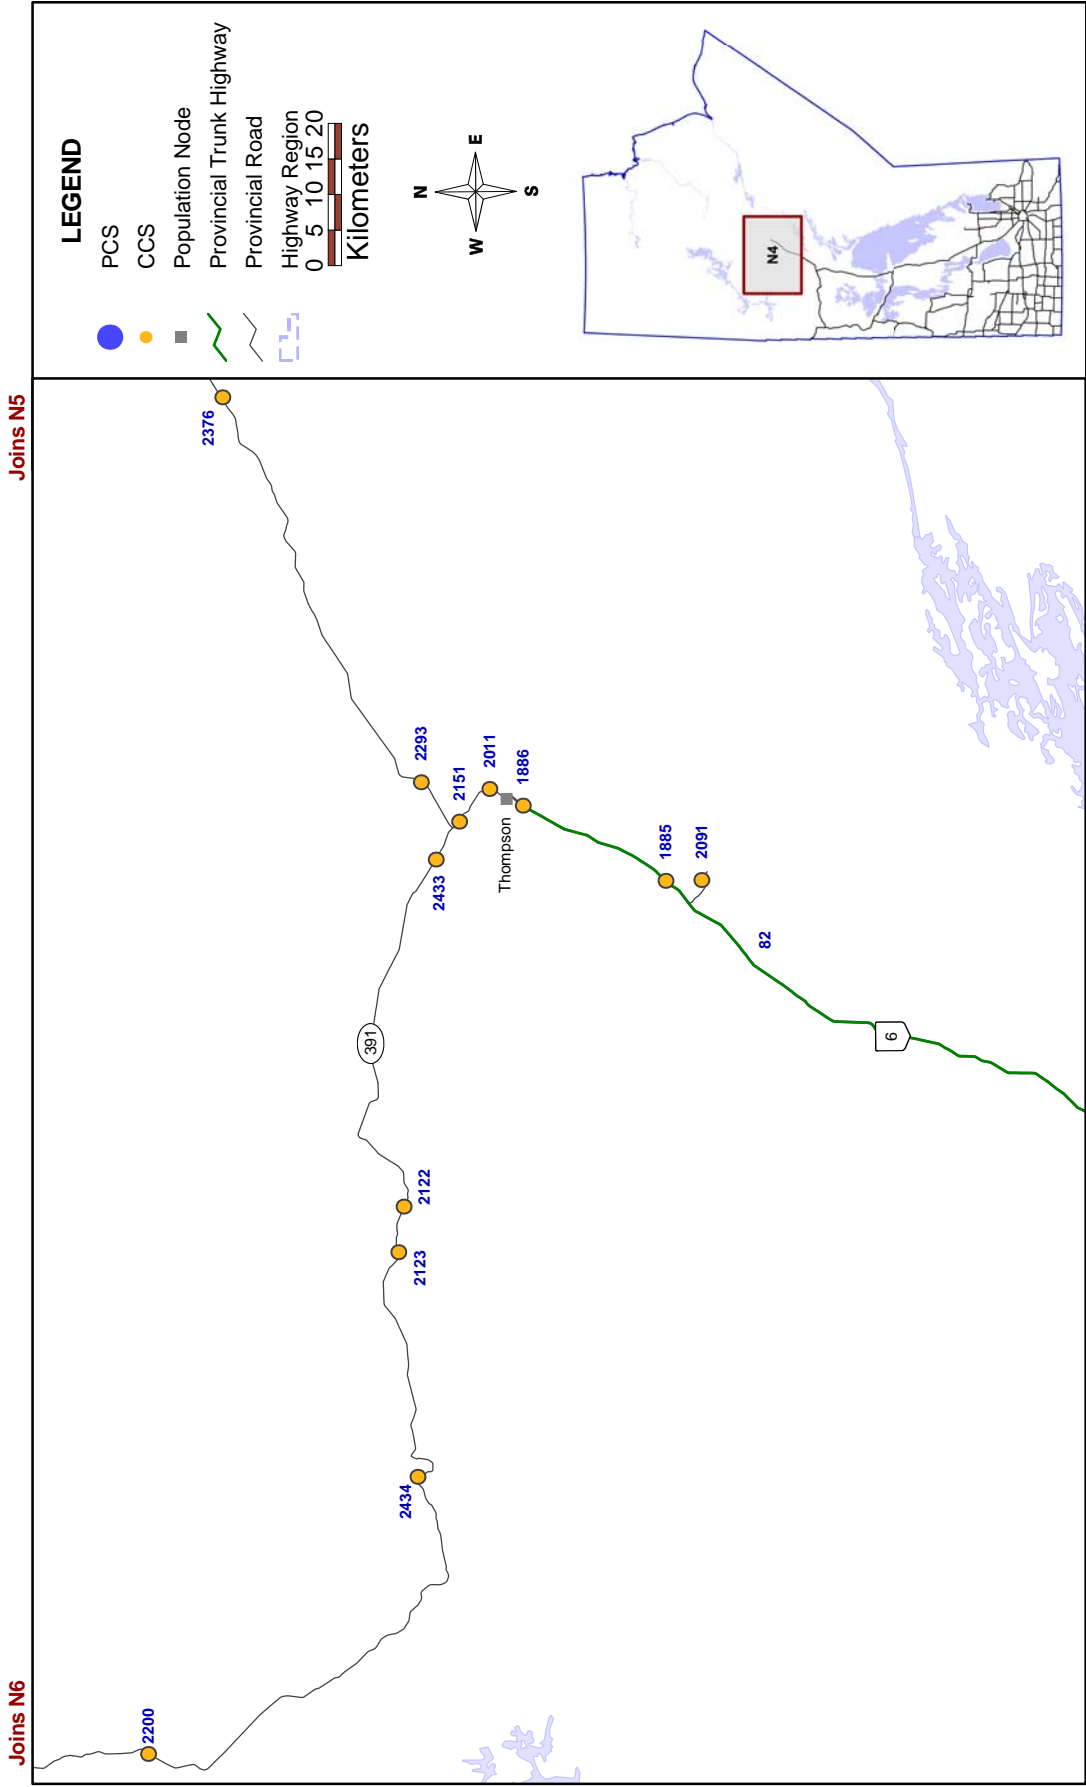 Joins N6
Joins N5
2200
2434
2123
2122
391
2433
2151
2293
2011
1886
Thompson
2376
1885
2091
82
6
LEGEND
PCS
CCS
Population Node
Provincial Trunk Highway
Provincial Road
Highway Region
0 5 10 15 20
Kilometers
N
W
E
S
N4